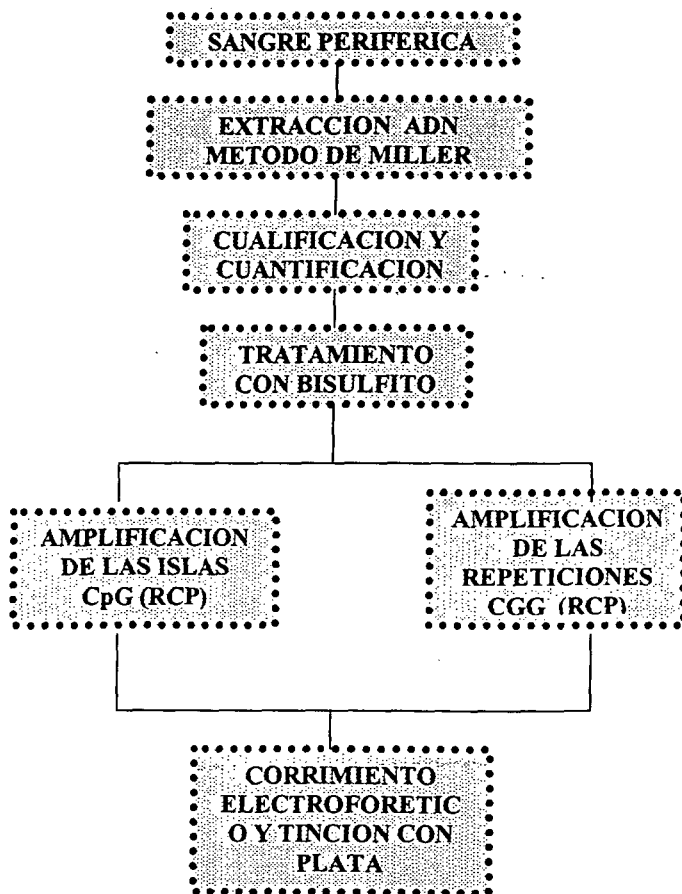 SANGRE PERIFERICA
EXTRACCION ADN
METODO DE MILLER
CUALIFICACION Y
CUANTIFICACION
TRATAMIENTO
CON BISULFITO
AMPLIFICACION
DE LAS ISLAS
CpG (RCP)
AMPLIFICACION
DE LAS
REPETICIONES
CGG (RCP)
CORRIMIENTO
ELECTROFORETIC
O Y TINCION CON
PLATA